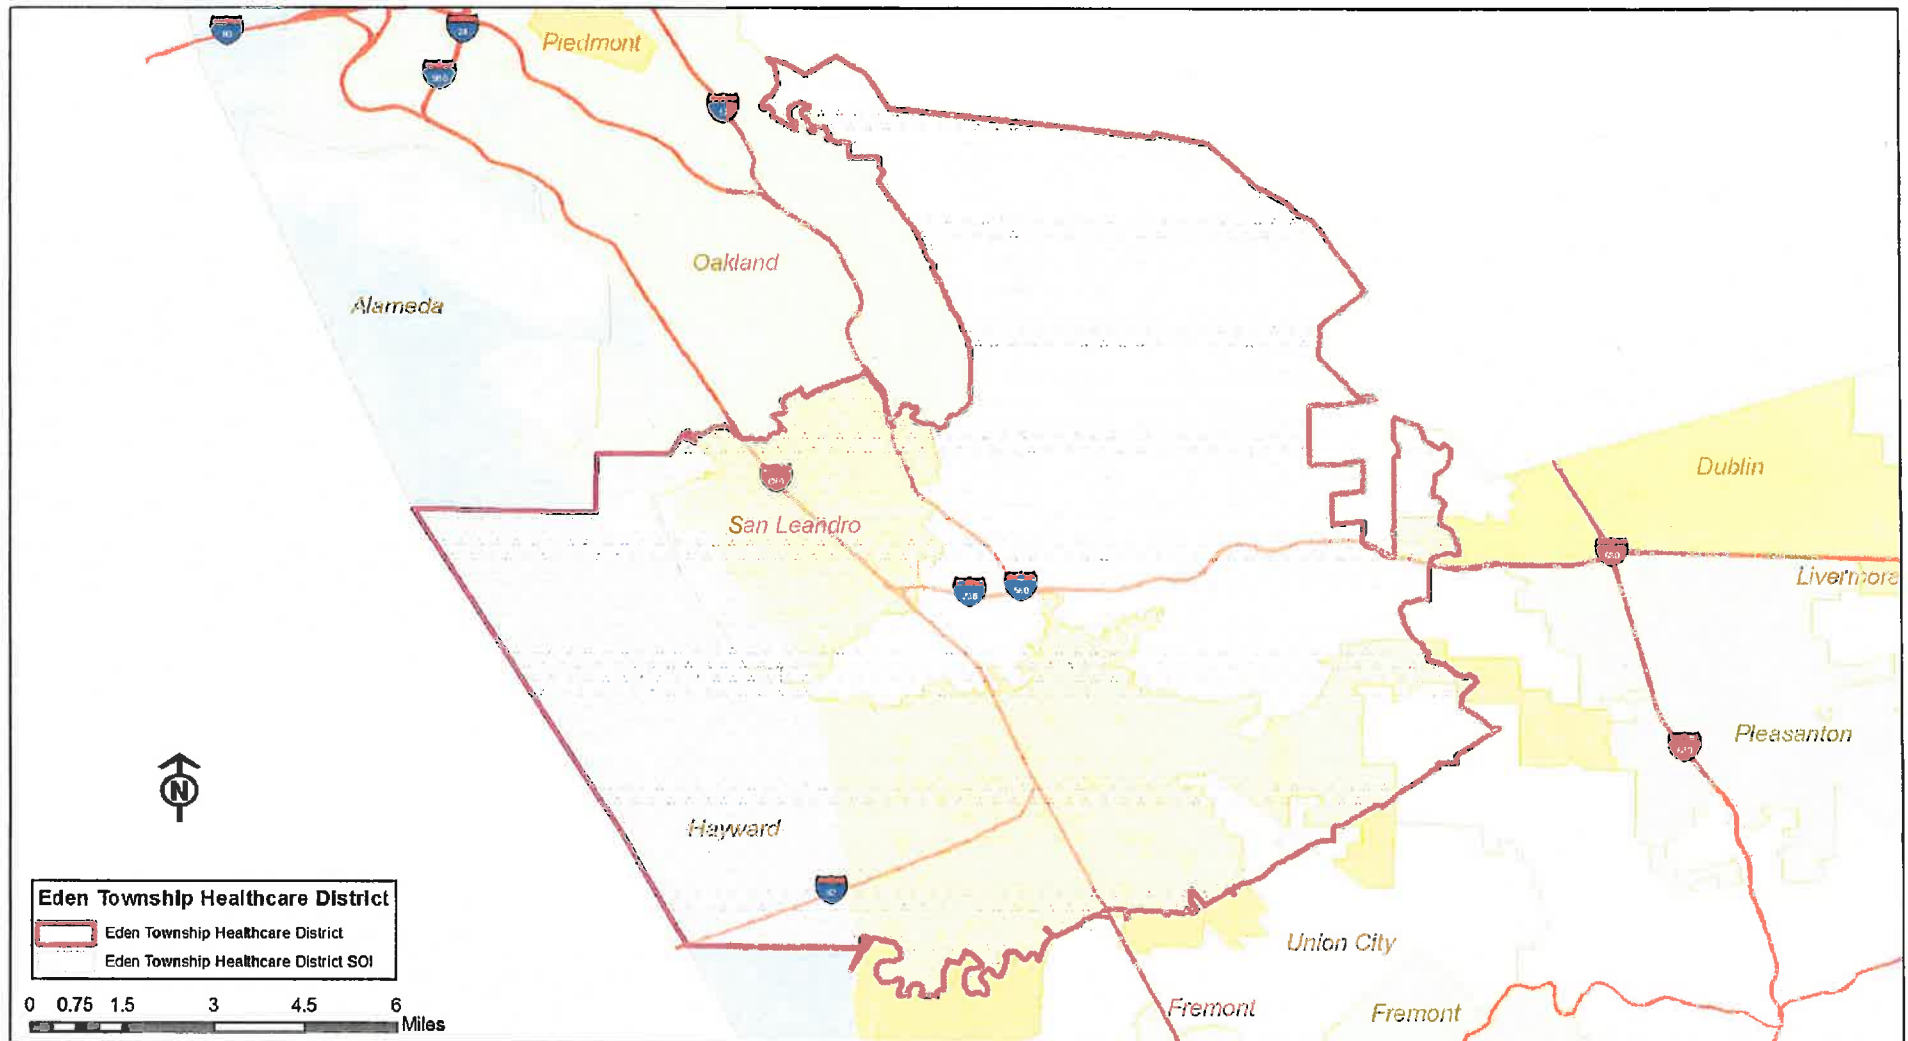 Piedmont
Oakland
Alameda
San Leandro
Dublin
Livermore
Pleasanton
Hayward
Union City
Fremont
Fremont
N
Eden Township Healthcare District
Eden Township Healthcare District
Eden Township Healthcare District SOI
0 0.75 1.5 3 4.5 6
Miles